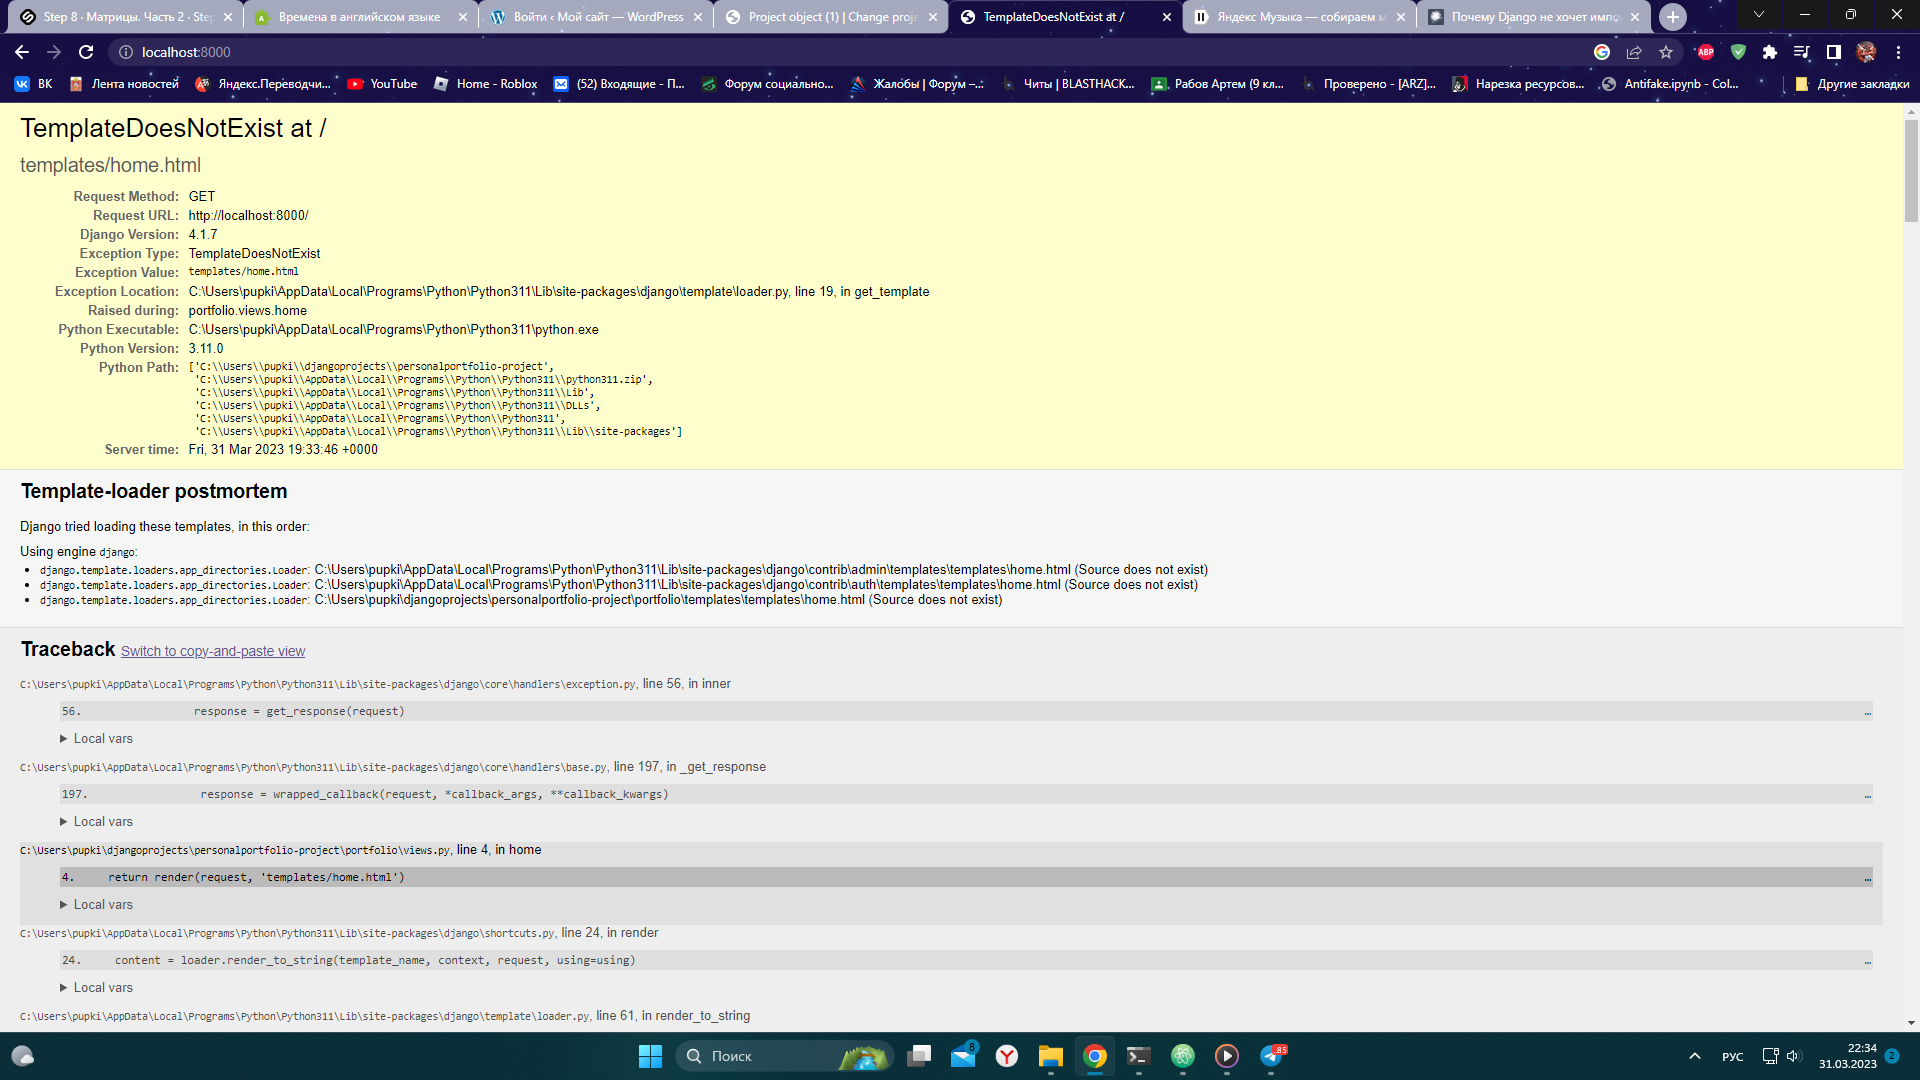 Step 8 · Матрицы. Часть 2 · Step
Времена в английском языке
Войти ‹ Мой сайт — WordPress
Project object (1) | Change proje
TemplateDoesNotExist at /
Яндекс Музыка — собираем м
Почему Django не хочет импо
localhost:8000
ВК
Лента новостей
Яндекс.Переводчи...
YouTube
Home - Roblox
(52) Входящие - П...
Форум социально...
Жалобы | Форум –...
Читы | BLASTHACK...
Рабов Артем (9 кл...
Проверено - [ARZ]...
Нарезка ресурсов...
Antifake.ipynb - Col...
Другие закладки
TemplateDoesNotExist at /
templates/home.html
Request Method: GET
Request URL: http://localhost:8000/
Django Version: 4.1.7
Exception Type: TemplateDoesNotExist
Exception Value: templates/home.html
Exception Location: C:\Users\pupki\AppData\Local\Programs\Python\Python311\Lib\site-packages\django\template\loader.py, line 19, in get_template
Raised during: portfolio.views.home
Python Executable: C:\Users\pupki\AppData\Local\Programs\Python\Python311\python.exe
Python Version: 3.11.0
Python Path: ['C:\\Users\\pupki\\djangoprojects\\personalportfolio-project',
'C:\\Users\\pupki\\AppData\\Local\\Programs\\Python\\Python311\\python311.zip',
'C:\\Users\\pupki\\AppData\\Local\\Programs\\Python\\Python311\\Lib',
'C:\\Users\\pupki\\AppData\\Local\\Programs\\Python\\Python311\\DLLs',
'C:\\Users\\pupki\\AppData\\Local\\Programs\\Python\\Python311',
'C:\\Users\\pupki\\AppData\\Local\\Programs\\Python\\Python311\\Lib\\site-packages']
Server time: Fri, 31 Mar 2023 19:33:46 +0000
Template-loader postmortem
Django tried loading these templates, in this order:
Using engine django:
django.template.loaders.app_directories.Loader: C:\Users\pupki\AppData\Local\Programs\Python\Python311\Lib\site-packages\django\contrib\admin\templates\templates\home.html (Source does not exist)
django.template.loaders.app_directories.Loader: C:\Users\pupki\AppData\Local\Programs\Python\Python311\Lib\site-packages\django\contrib\auth\templates\templates\home.html (Source does not exist)
django.template.loaders.app_directories.Loader: C:\Users\pupki\djangoprojects\personalportfolio-project\portfolio\templates\templates\home.html (Source does not exist)
Traceback Switch to copy-and-paste view
C:\Users\pupki\AppData\Local\Programs\Python\Python311\Lib\site-packages\django\core\handlers\exception.py, line 56, in inner
56. response = get_response(request) …
Local vars
C:\Users\pupki\AppData\Local\Programs\Python\Python311\Lib\site-packages\django\core\handlers\base.py, line 197, in _get_response
197. response = wrapped_callback(request, *callback_args, **callback_kwargs) …
Local vars
C:\Users\pupki\djangoprojects\personalportfolio-project\portfolio\views.py, line 4, in home
4. return render(request, 'templates/home.html') …
Local vars
C:\Users\pupki\AppData\Local\Programs\Python\Python311\Lib\site-packages\django\shortcuts.py, line 24, in render
24. content = loader.render_to_string(template_name, context, request, using=using) …
Local vars
C:\Users\pupki\AppData\Local\Programs\Python\Python311\Lib\site-packages\django\template\loader.py, line 61, in render_to_string
Поиск
8
85
РУС
22:34
31.03.2023
2